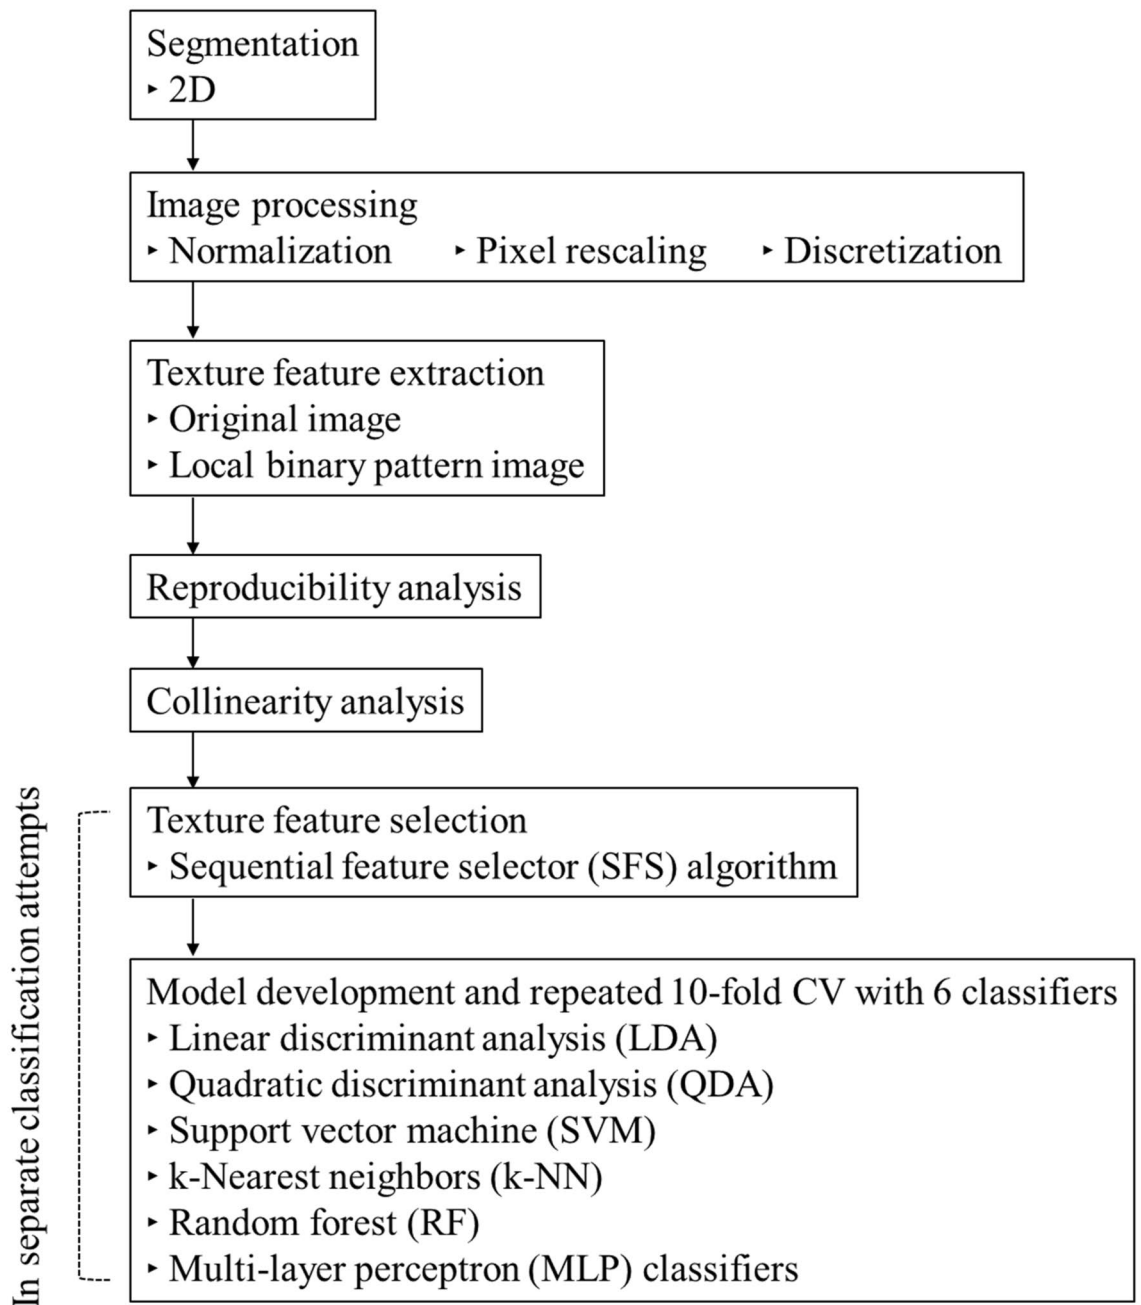 Segmentation
‣ 2D
Image processing
‣ Normalization ‣ Pixel rescaling ‣ Discretization
Texture feature extraction
‣ Original image
‣ Local binary pattern image
Reproducibility analysis
Collinearity analysis
In separate classification attempts
Texture feature selection
‣ Sequential feature selector (SFS) algorithm
Model development and repeated 10-fold CV with 6 classifiers
‣ Linear discriminant analysis (LDA)
‣ Quadratic discriminant analysis (QDA)
‣ Support vector machine (SVM)
‣ k-Nearest neighbors (k-NN)
‣ Random forest (RF)
‣ Multi-layer perceptron (MLP) classifiers